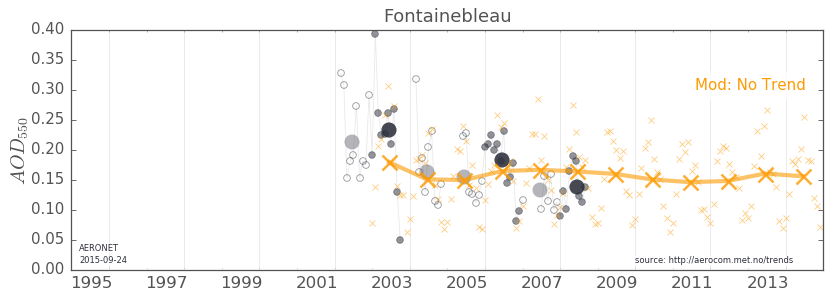 Fontainebleau
0.40
0.35
0.30
0.25
0.20
0.15
0.10
0.05
0.00
AOD550
Mod: No Trend
AERONET
2015-09-24
source: http://aerocom.met.no/trends
1995 1997 1999 2001 2003 2005 2007 2009 2011 2013